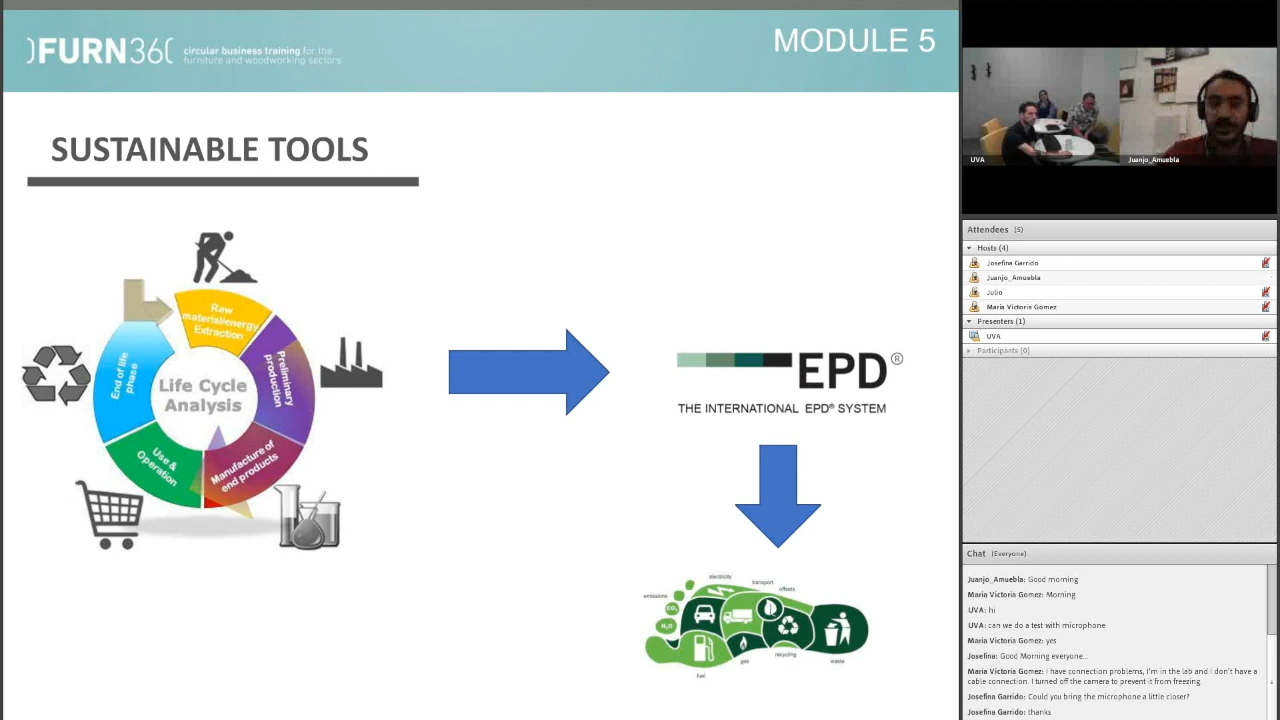 )FURN36( circular business training for the
furniture and woodworking sectors
MODULE 5
SUSTAINABLE TOOLS
Raw
material/energy
Extraction
Preliminary
production
Manufacture of
end products
Use &
Operation
End of life
phase
Life Cycle
Analysis
EPD®
THE INTERNATIONAL EPD® SYSTEM
electricity
transport
offsets
emissions
CO₂
N₂O
fuel
gas
recycling
waste
UVA
Juanjo_Amuebla
Attendees (5)
Hosts (4)
Josefina Garrido
Juanjo_Amuebla
Julio
Maria Victoria Gomez
Presenters (1)
UVA
Participants (0)
Chat (Everyone)
Juanjo_Amuebla: Good morning
Maria Victoria Gomez: Morning
UVA: hi
UVA: can we do a test with microphone
Maria Victoria Gomez: yes
Josefina: Good Morning everyone...
Maria Victoria Gomez: I have connection problems, I'm in the lab and I don't have a
cable connection. I turned off the camera to prevent it from freezing.
Josefina Garrido: Could you bring the microphone a little closer?
Josefina Garrido: thanks